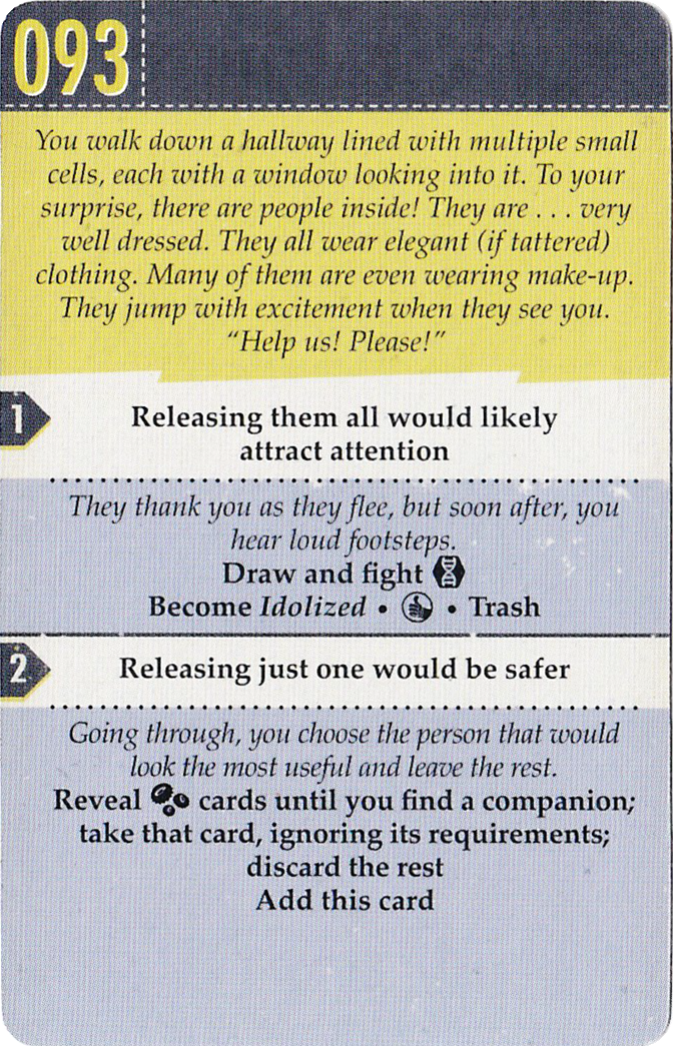 093
You walk down a hallway lined with multiple small
cells, each with a window looking into it. To your
surprise, there are people inside! They are . . . very
well dressed. They all wear elegant (if tattered)
clothing. Many of them are even wearing make-up.
They jump with excitement when they see you.
“Help us! Please!”
1
Releasing them all would likely
attract attention
They thank you as they flee, but soon after, you
hear loud footsteps.
Draw and fight
Become Idolized • • Trash
2
Releasing just one would be safer
Going through, you choose the person that would
look the most useful and leave the rest.
Reveal cards until you find a companion;
take that card, ignoring its requirements;
discard the rest
Add this card